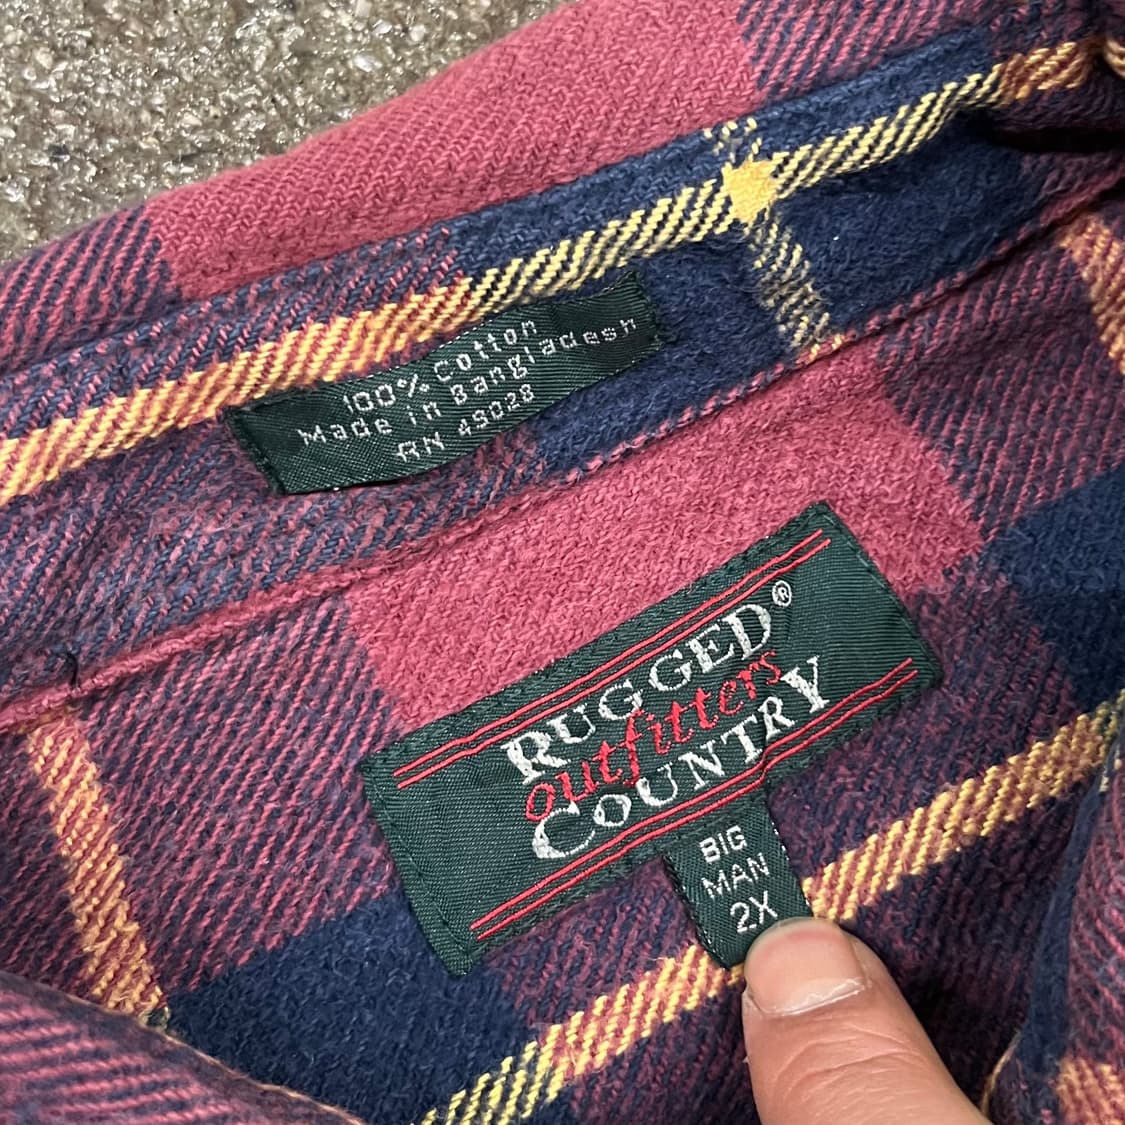 100% Cotton
Made in Bangladesh
RN 49028
RUGGED®
outfitters
COUNTRY
BIG
MAN
2X